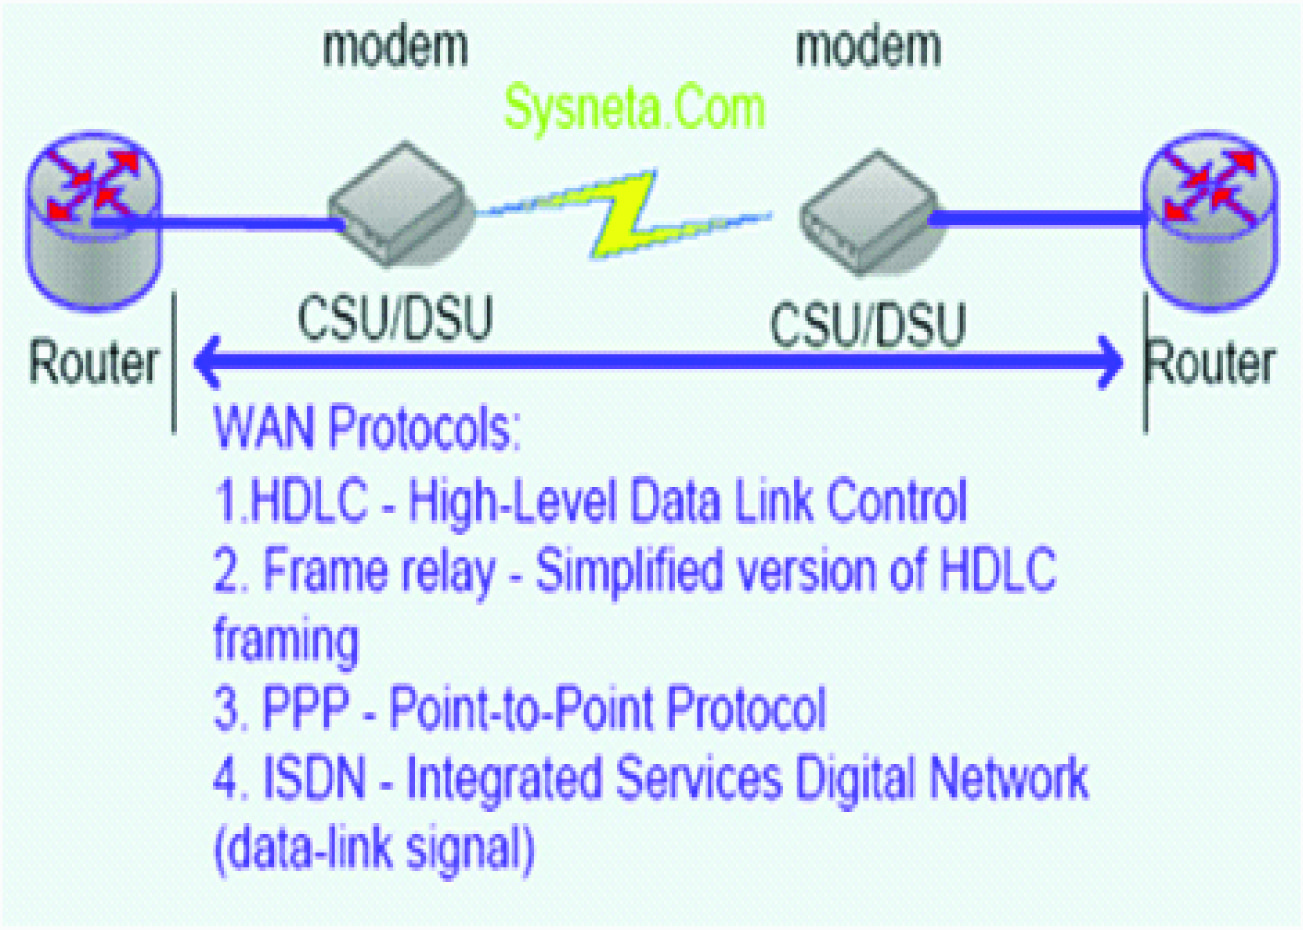 modem
modem
Sysneta.Com
CSU/DSU
CSU/DSU
Router
Router
WAN Protocols:
1.HDLC - High-Level Data Link Control
2. Frame relay - Simplified version of HDLC
framing
3. PPP - Point-to-Point Protocol
4. ISDN - Integrated Services Digital Network
(data-link signal)